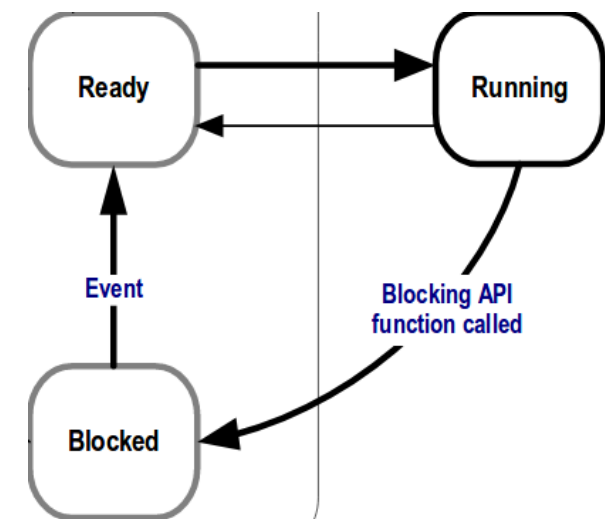 Ready
Running
Event
Blocking API
function called
Blocked